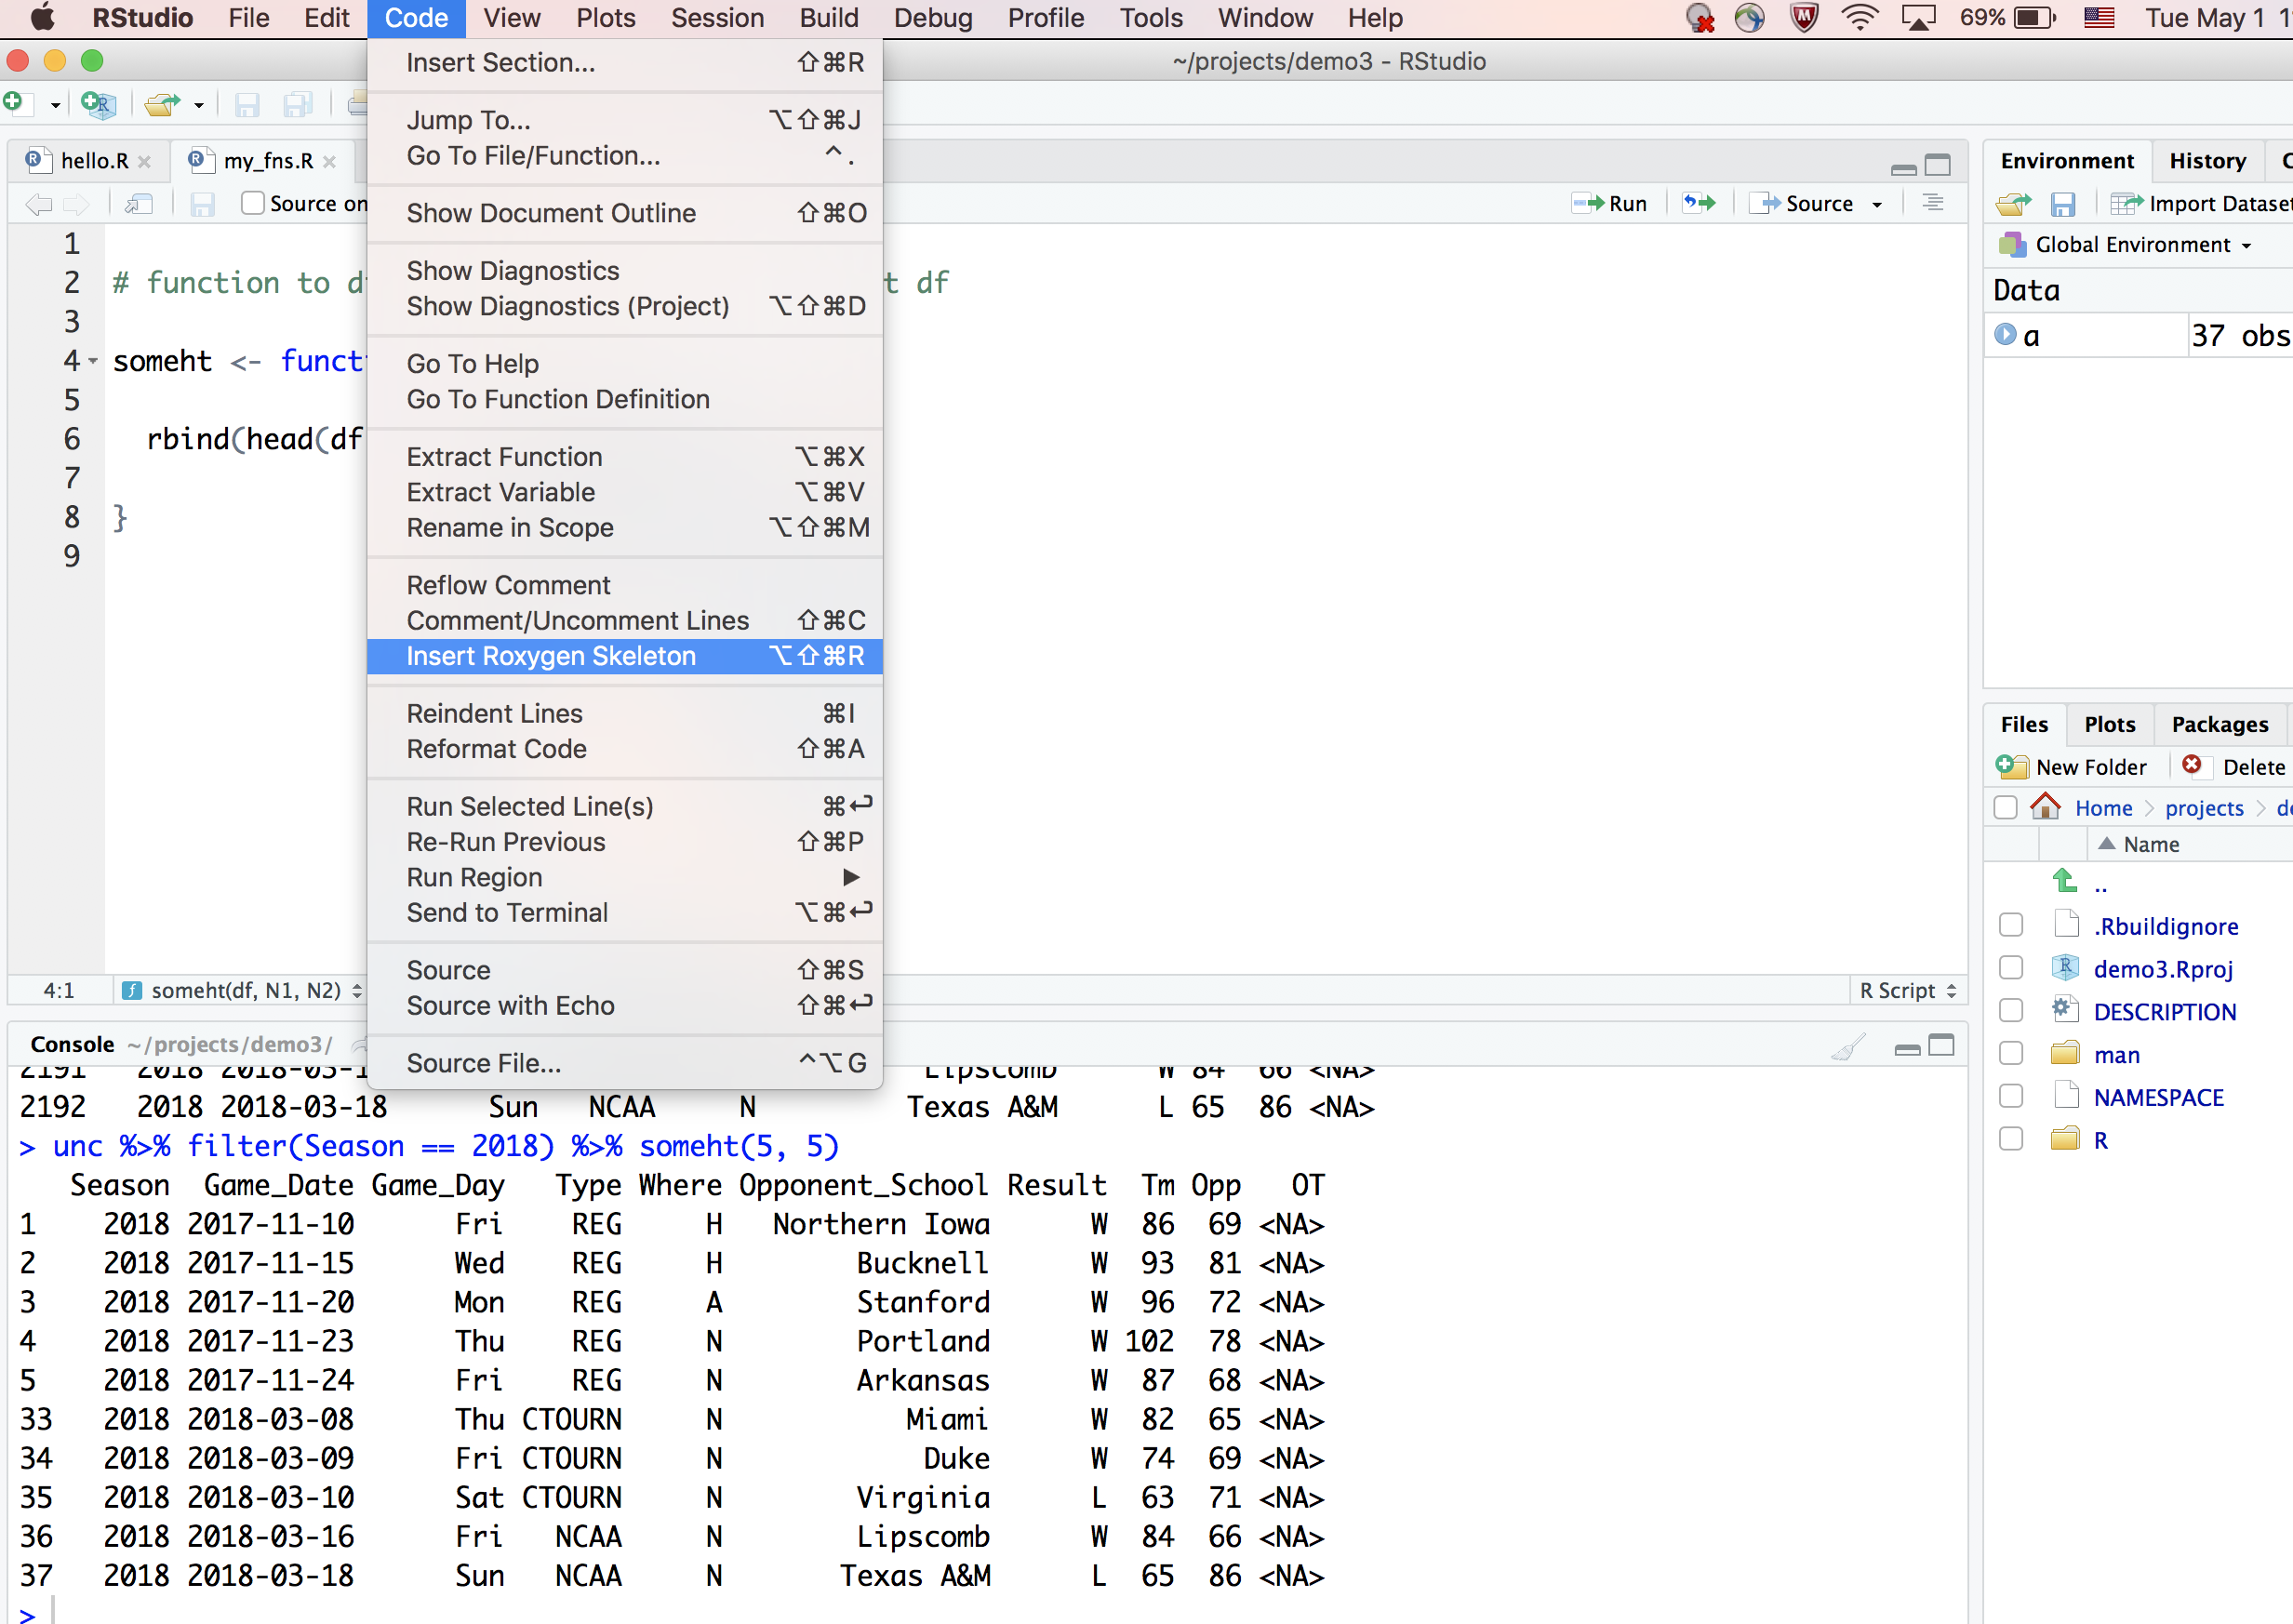 RStudio File Edit Code View Plots Session Build Debug Profile Tools Window Help 69% Tue May 1
~/projects/demo3 - RStudio
Insert Section... ⇧⌘R
Jump To... ⌥⇧⌘J
Go To File/Function... ^ .
Show Document Outline ⇧⌘O
Show Diagnostics
Show Diagnostics (Project) ⌥⇧⌘D
Go To Help
Go To Function Definition
Extract Function ⌥⌘X
Extract Variable ⌥⌘V
Rename in Scope ⌥⇧⌘M
Reflow Comment
Comment/Uncomment Lines ⇧⌘C
Insert Roxygen Skeleton ⌥⇧⌘R
Reindent Lines ⌘I
Reformat Code ⇧⌘A
Run Selected Line(s) ⌘↩
Re-Run Previous ⇧⌘P
Run Region ▶
Send to Terminal ⌥⌘↩
Source ⇧⌘S
Source with Echo ⇧⌘↩
Source File... ^⌥G
hello.R my_fns.R
Source on Run Source
1
2 # function to t df
3
4 someht <- funct
5
6 rbind(head(df
7
8 }
9
4:1 someht(df, N1, N2) R Script
Console ~/projects/demo3/
2191 2018 Lipscomb W 84 66 <NA>
2192 2018 2018-03-18 Sun NCAA N Texas A&M L 65 86 <NA>
> unc %>% filter(Season == 2018) %>% someht(5, 5)
Season Game_Date Game_Day Type Where Opponent_School Result Tm Opp OT
1 2018 2017-11-10 Fri REG H Northern Iowa W 86 69 <NA>
2 2018 2017-11-15 Wed REG H Bucknell W 93 81 <NA>
3 2018 2017-11-20 Mon REG A Stanford W 96 72 <NA>
4 2018 2017-11-23 Thu REG N Portland W 102 78 <NA>
5 2018 2017-11-24 Fri REG N Arkansas W 87 68 <NA>
33 2018 2018-03-08 Thu CTOURN N Miami W 82 65 <NA>
34 2018 2018-03-09 Fri CTOURN N Duke W 74 69 <NA>
35 2018 2018-03-10 Sat CTOURN N Virginia L 63 71 <NA>
36 2018 2018-03-16 Fri NCAA N Lipscomb W 84 66 <NA>
37 2018 2018-03-18 Sun NCAA N Texas A&M L 65 86 <NA>
>
Environment History
Import Dataset
Global Environment
Data
a 37 obs
Files Plots Packages
New Folder Delete
Home projects
Name
..
.Rbuildignore
demo3.Rproj
DESCRIPTION
man
NAMESPACE
R